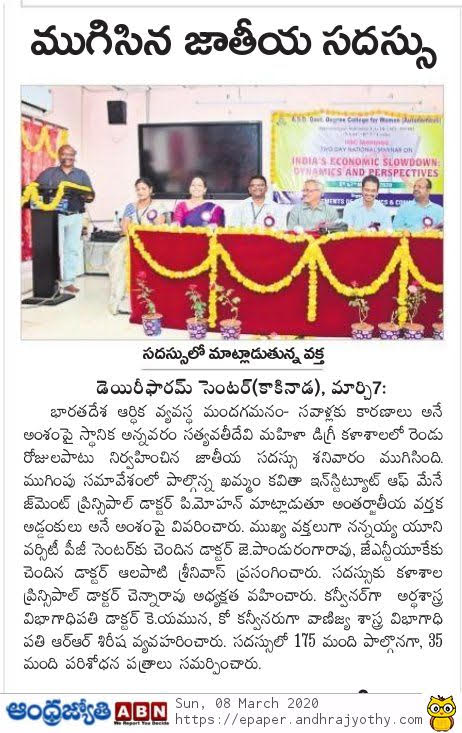 ముగిసిన జాతీయ సదస్సు
A.S.D. Govt. Degree College for Women (Autonomous)
TWO DAY NATIONAL SEMINAR ON
INDIA'S ECONOMIC SLOWDOWN:
DYNAMICS AND PERSPECTIVES
సదస్సులో మాట్లాడుతున్న వక్త
డెయిరీఫారమ్ సెంటర్(కాకినాడ), మార్చి7:
భారతదేశ ఆర్థిక వ్యవస్థ మందగమనం- సవాళ్లకు కారణాలు అనే
అంశంపై స్థానిక అన్నవరం సత్యవతీదేవి మహిళా డిగ్రీ కళాశాలలో రెండు
రోజులపాటు నిర్వహించిన జాతీయ సదస్సు శనివారం ముగిసింది.
ముగింపు సమావేశంలో పాల్గొన్న ఖమ్మం కవితా ఇన్‌స్టిట్యూట్ ఆఫ్ మేనే
జ్‌మెంట్ ప్రిన్సిపాల్ డాక్టర్ పి.మోహన్ మాట్లాడుతూ అంతర్జాతీయ వర్తక
అడ్డంకులు అనే అంశంపై వివరించారు. ముఖ్య వక్తలుగా నన్నయ్య యూని
వర్సిటీ పీజీ సెంటర్‌కు చెందిన డాక్టర్ జె.పాండురంగారావు, జేఎన్టీయూకేకు
చెందిన డాక్టర్ ఆలపాటి శ్రీనివాస్ ప్రసంగించారు. సదస్సుకు కళాశాల
ప్రిన్సిపాల్ డాక్టర్ చెన్నారావు అధ్యక్షత వహించారు. కన్వీనర్‌గా అర్థశాస్త్ర
విభాగాధిపతి డాక్టర్ కె.యమున, కో కన్వీనరుగా వాణిజ్య శాస్త్ర విభాగాధి
పతి ఆర్ఆర్ శిరీష వ్యవహరించారు. సదస్సులో 175 మంది పాల్గొనగా, 35
మంది పరిశోధన పత్రాలు సమర్పించారు.
ఆంధ్రజ్యోతి ABN Sun, 08 March 2020
We Report You Decide https://epaper.andhrajyothy.com